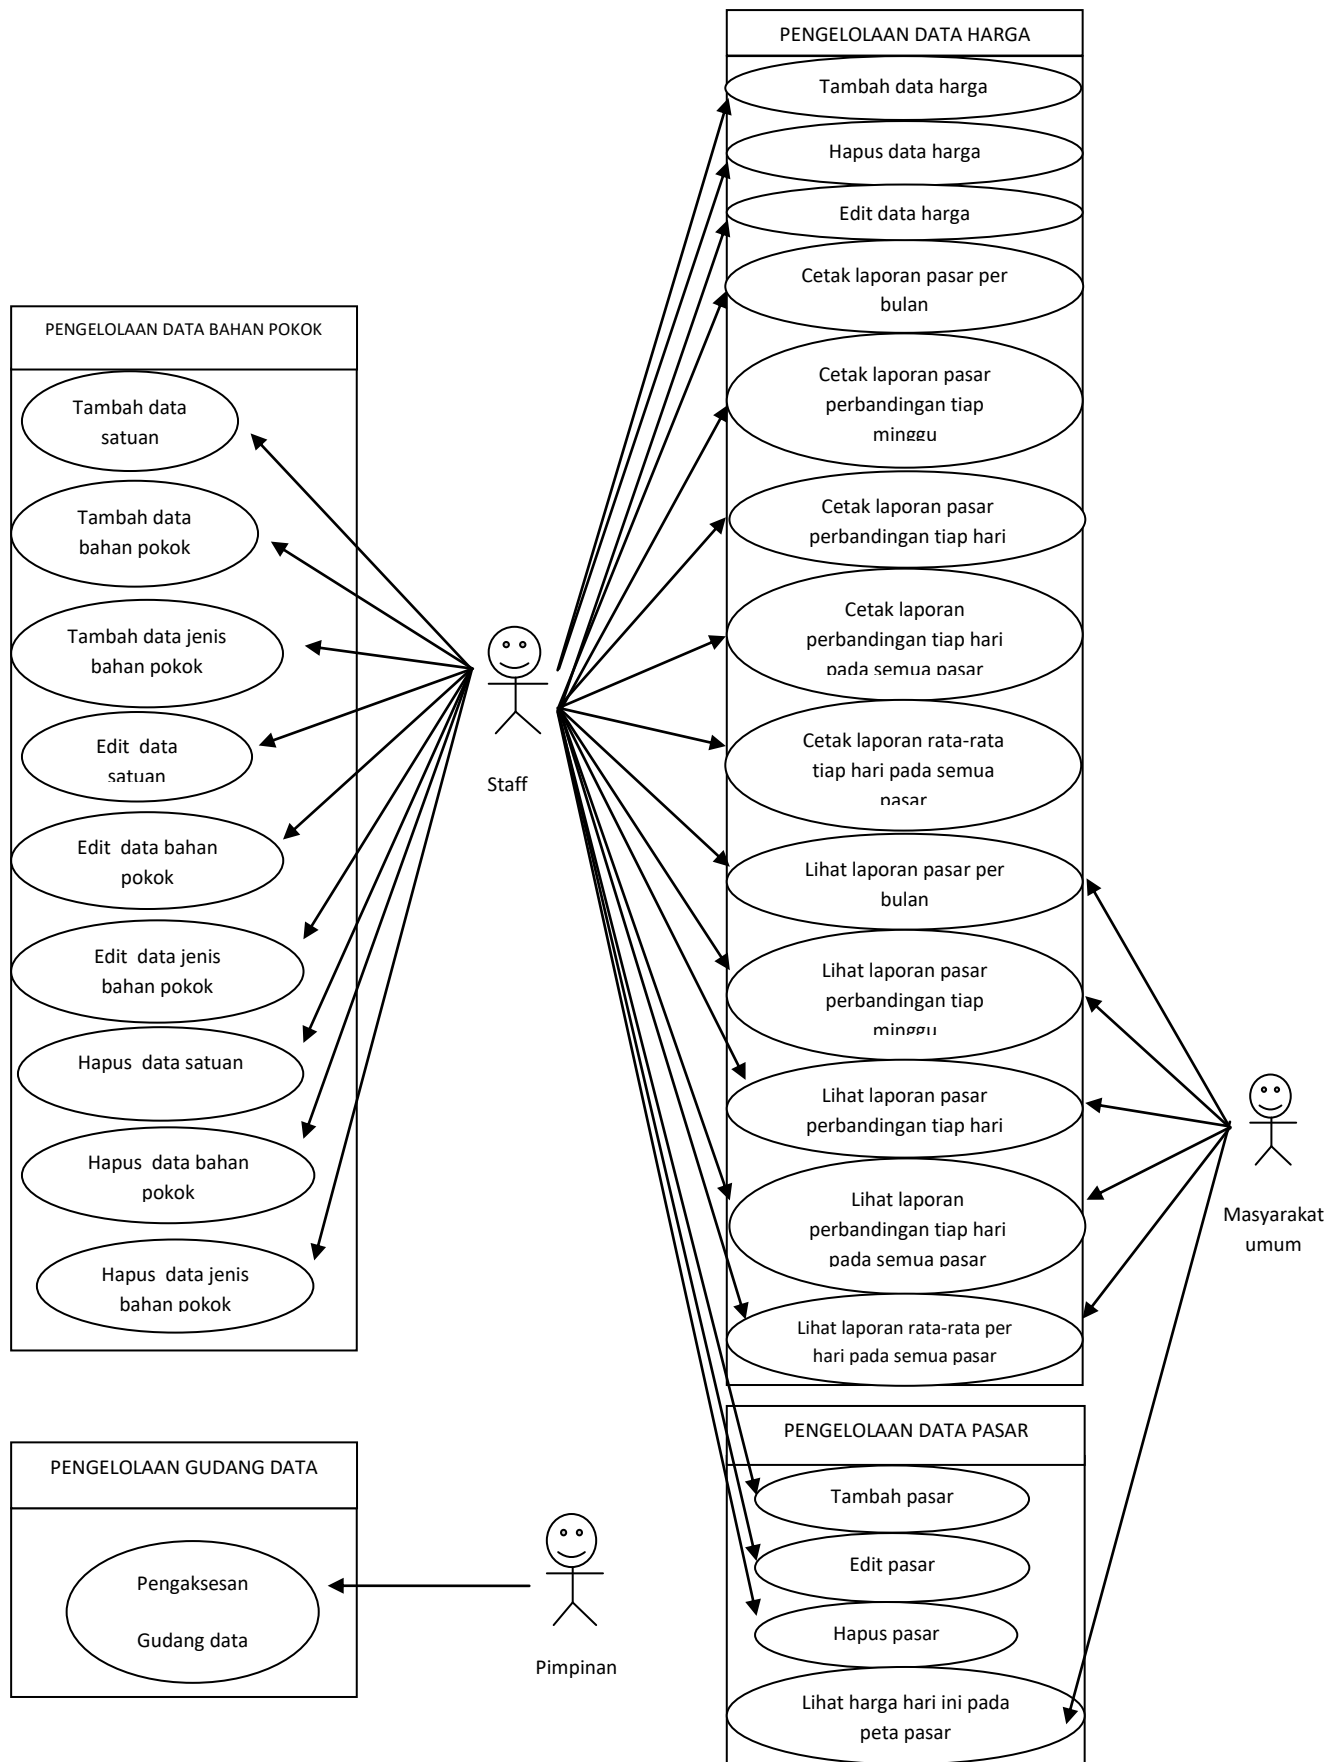 PENGELOLAAN DATA HARGA
Tambah data harga
Hapus data harga
Edit data harga
Cetak laporan pasar per
bulan
Cetak laporan pasar
perbandingan tiap
minggu
Cetak laporan pasar
perbandingan tiap hari
Cetak laporan
perbandingan tiap hari
pada semua pasar
Cetak laporan rata-rata
tiap hari pada semua
pasar
Lihat laporan pasar per
bulan
Lihat laporan pasar
perbandingan tiap
minggu
Lihat laporan pasar
perbandingan tiap hari
Lihat laporan
perbandingan tiap hari
pada semua pasar
Lihat laporan rata-rata per
hari pada semua pasar
PENGELOLAAN DATA BAHAN POKOK
Tambah data
satuan
Tambah data
bahan pokok
Tambah data jenis
bahan pokok
Edit  data
satuan
Edit  data bahan
pokok
Edit  data jenis
bahan pokok
Hapus  data satuan
Hapus  data bahan
pokok
Hapus  data jenis
bahan pokok
Staff
Masyarakat
umum
PENGELOLAAN GUDANG DATA
Pengaksesan
Gudang data
Pimpinan
PENGELOLAAN DATA PASAR
Tambah pasar
Edit pasar
Hapus pasar
Lihat harga hari ini pada
peta pasar